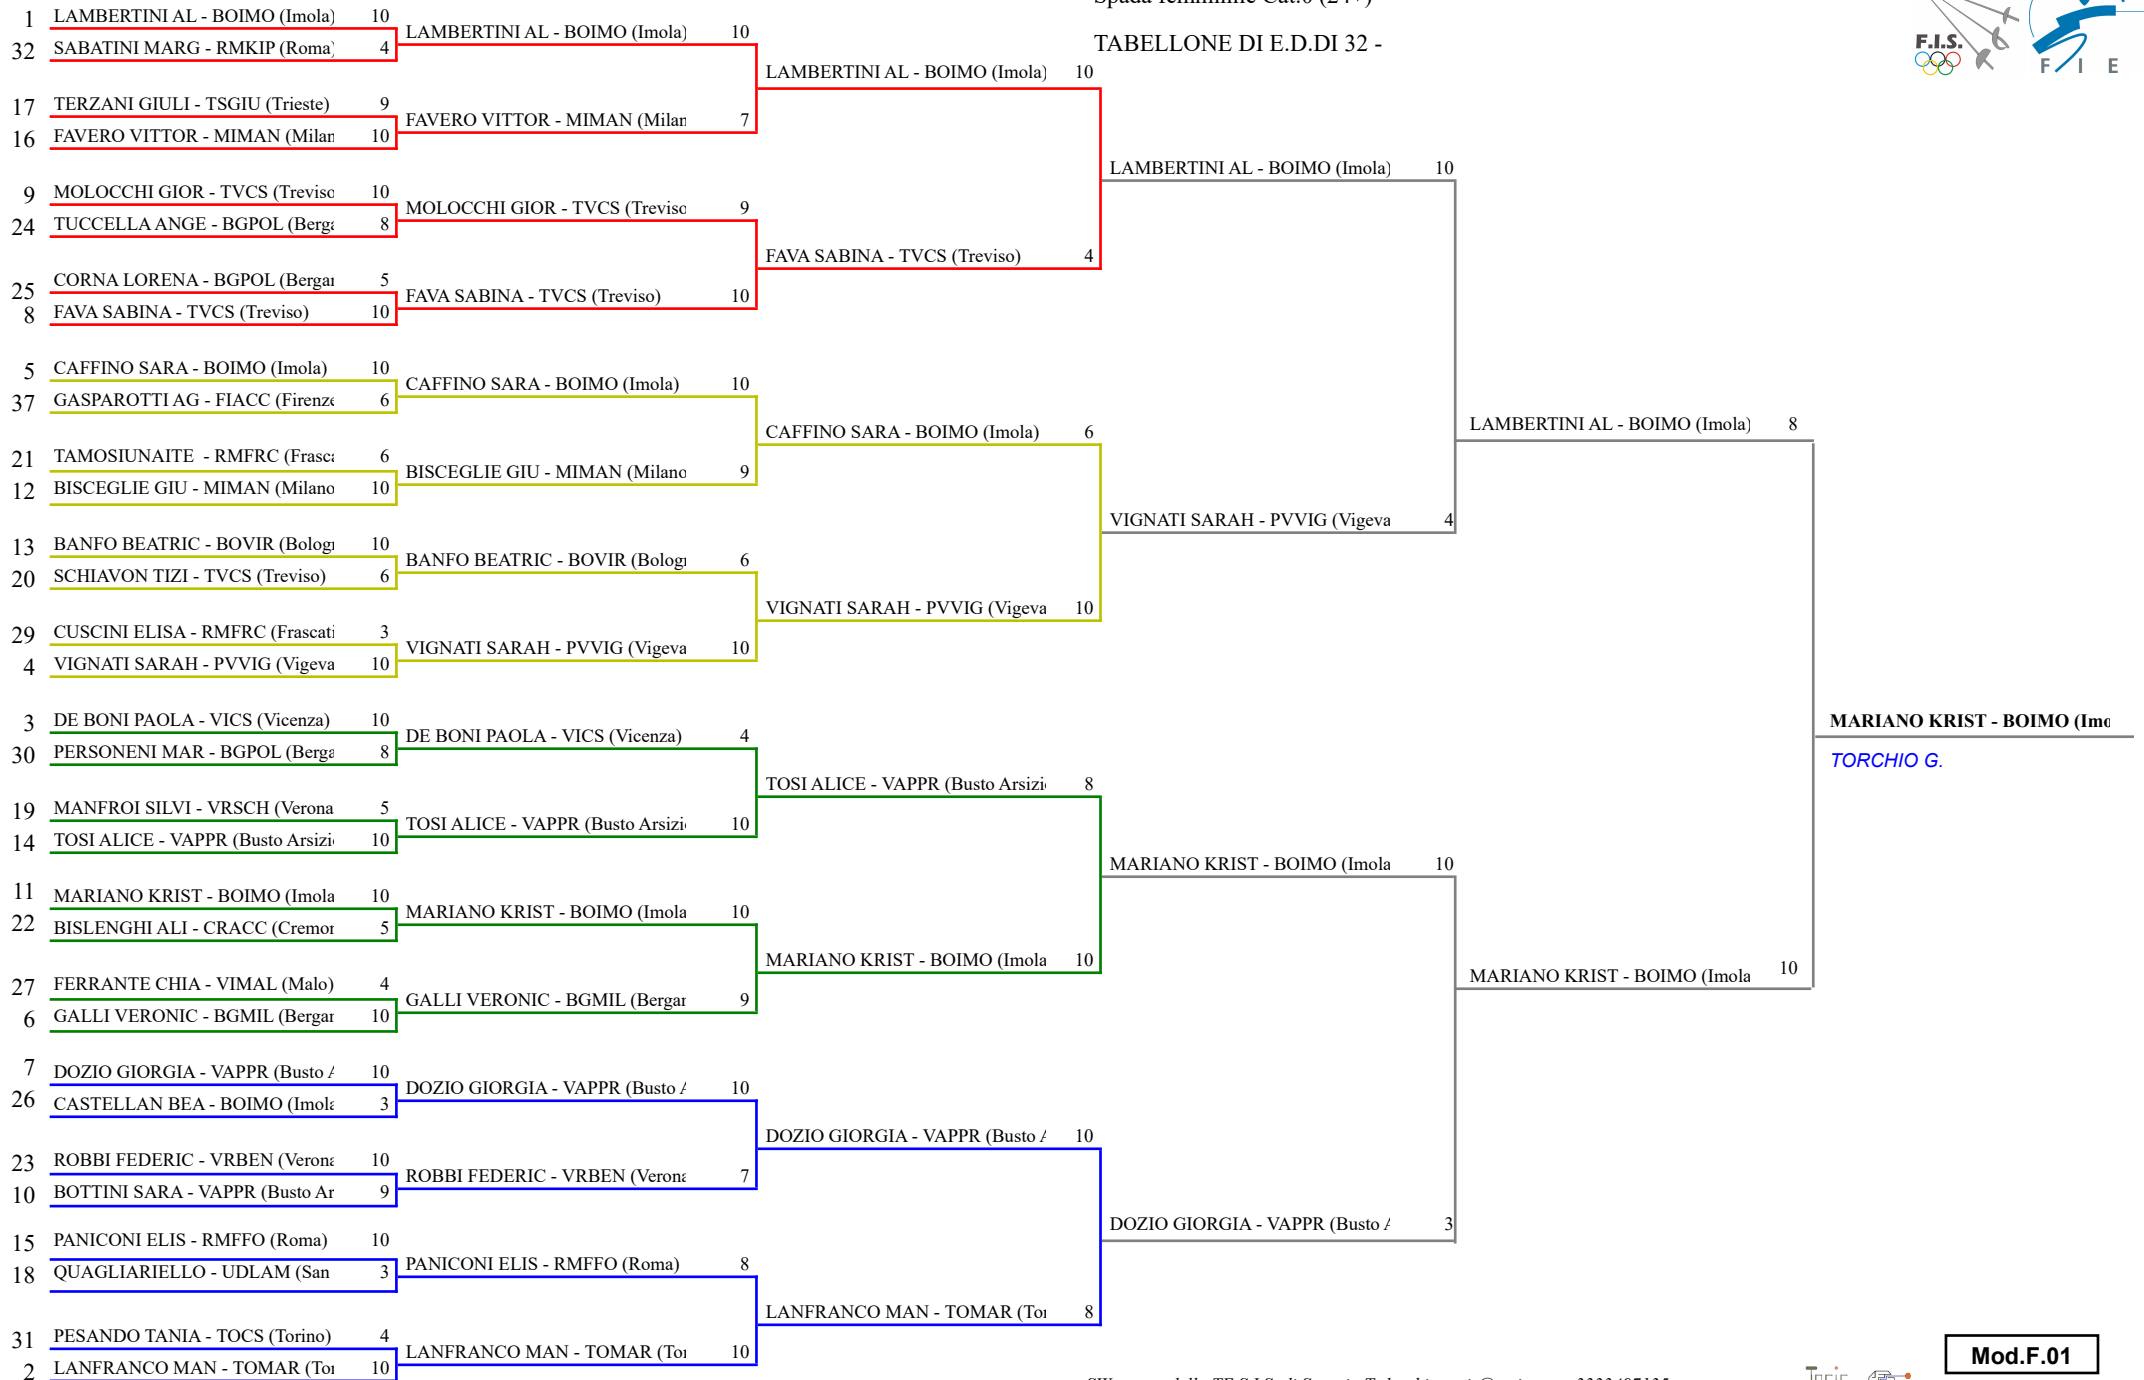 TABELLONE DI E.D.DI 32 -
F.I.S.
F I E
1 LAMBERTINI AL - BOIMO (Imola) 10
32 SABATINI MARG - RMKIP (Roma) 4
17 TERZANI GIULI - TSGIU (Trieste) 9
16 FAVERO VITTOR - MIMAN (Milan 10
9 MOLOCCHI GIOR - TVCS (Treviso 10
24 TUCCELLA ANGE - BGPOL (Berga 8
25 CORNA LORENA - BGPOL (Bergar 5
8 FAVA SABINA - TVCS (Treviso) 10
5 CAFFINO SARA - BOIMO (Imola) 10
37 GASPAROTTI AG - FIACC (Firenze 6
21 TAMOSIUNAITE - RMFRC (Frasca 6
12 BISCEGLIE GIU - MIMAN (Milano 10
13 BANFO BEATRIC - BOVIR (Bologr 10
20 SCHIAVON TIZI - TVCS (Treviso) 6
29 CUSCINI ELISA - RMFRC (Frascati 3
4 VIGNATI SARAH - PVVIG (Vigeva 10
3 DE BONI PAOLA - VICS (Vicenza) 10
30 PERSONENI MAR - BGPOL (Berga 8
19 MANFROI SILVI - VRSCH (Verona 5
14 TOSI ALICE - VAPPR (Busto Arsizi 10
11 MARIANO KRIST - BOIMO (Imola 10
22 BISLENGHI ALI - CRACC (Cremor 5
27 FERRANTE CHIA - VIMAL (Malo) 4
6 GALLI VERONIC - BGMIL (Bergar 10
7 DOZIO GIORGIA - VAPPR (Busto A 10
26 CASTELLAN BEA - BOIMO (Imola 3
23 ROBBI FEDERIC - VRBEN (Verona 10
10 BOTTINI SARA - VAPPR (Busto Ar 9
15 PANICONI ELIS - RMFFO (Roma) 10
18 QUAGLIARIELLO - UDLAM (San 3
31 PESANDO TANIA - TOCS (Torino) 4
2 LANFRANCO MAN - TOMAR (Tor 10
LAMBERTINI AL - BOIMO (Imola) 10
FAVERO VITTOR - MIMAN (Milan 7
MOLOCCHI GIOR - TVCS (Treviso 9
FAVA SABINA - TVCS (Treviso) 10
CAFFINO SARA - BOIMO (Imola) 10
BISCEGLIE GIU - MIMAN (Milano 9
BANFO BEATRIC - BOVIR (Bologr 6
VIGNATI SARAH - PVVIG (Vigeva 10
DE BONI PAOLA - VICS (Vicenza) 4
TOSI ALICE - VAPPR (Busto Arsizi 10
MARIANO KRIST - BOIMO (Imola 10
GALLI VERONIC - BGMIL (Bergar 9
DOZIO GIORGIA - VAPPR (Busto A 10
ROBBI FEDERIC - VRBEN (Verona 7
PANICONI ELIS - RMFFO (Roma) 8
LANFRANCO MAN - TOMAR (Tor 10
LAMBERTINI AL - BOIMO (Imola) 10
FAVA SABINA - TVCS (Treviso) 4
CAFFINO SARA - BOIMO (Imola) 6
VIGNATI SARAH - PVVIG (Vigeva 10
TOSI ALICE - VAPPR (Busto Arsizi 8
MARIANO KRIST - BOIMO (Imola 10
DOZIO GIORGIA - VAPPR (Busto A 10
LANFRANCO MAN - TOMAR (Tor 8
LAMBERTINI AL - BOIMO (Imola) 10
VIGNATI SARAH - PVVIG (Vigeva 4
MARIANO KRIST - BOIMO (Imola 10
DOZIO GIORGIA - VAPPR (Busto A 3
LAMBERTINI AL - BOIMO (Imola) 8
MARIANO KRIST - BOIMO (Imola 10
MARIANO KRIST - BOIMO (Imo
TORCHIO G.
Mod.F.01